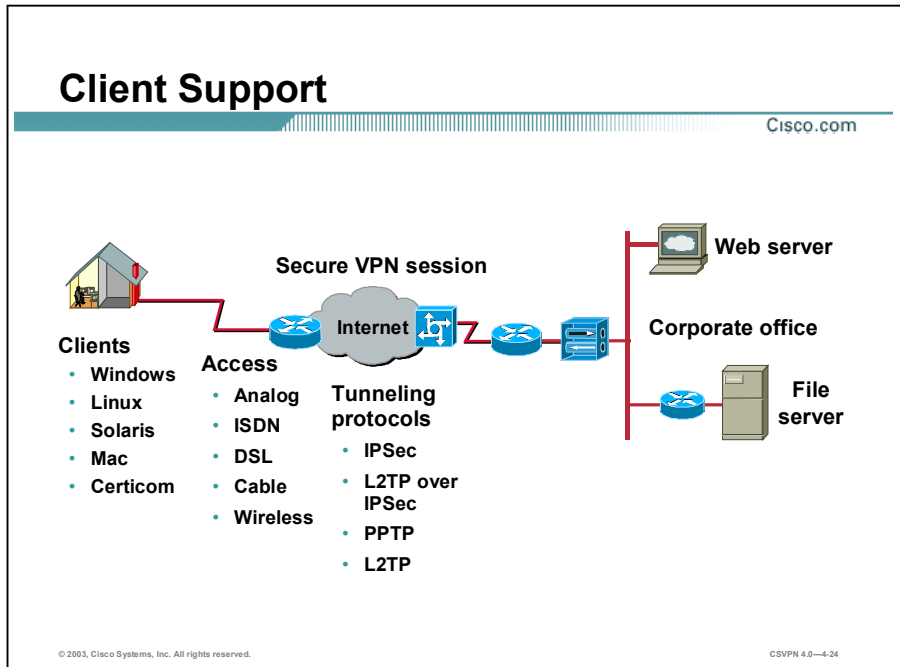 Client Support
Cisco.com
Secure VPN session
Internet
Web server
Corporate office
File
server
Clients
• Windows
• Linux
• Solaris
• Mac
• Certicom
Access
• Analog
• ISDN
• DSL
• Cable
• Wireless
Tunneling
protocols
• IPSec
• L2TP over
IPSec
• PPTP
• L2TP
© 2003, Cisco Systems, Inc. All rights reserved.
CSVPN 4.0—4-24